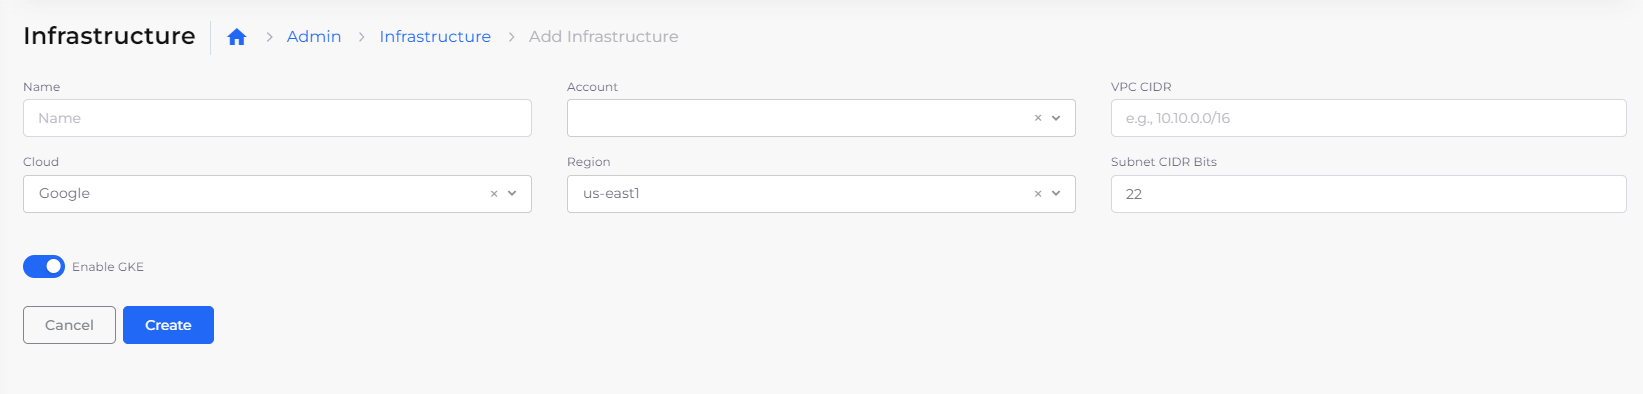 Infrastructure > Admin > Infrastructure > Add Infrastructure
Name Account VPC CIDR
Name × e.g., 10.10.0.0/16
Cloud Region Subnet CIDR Bits
Google × us-east1 × 22
Enable GKE
Cancel Create